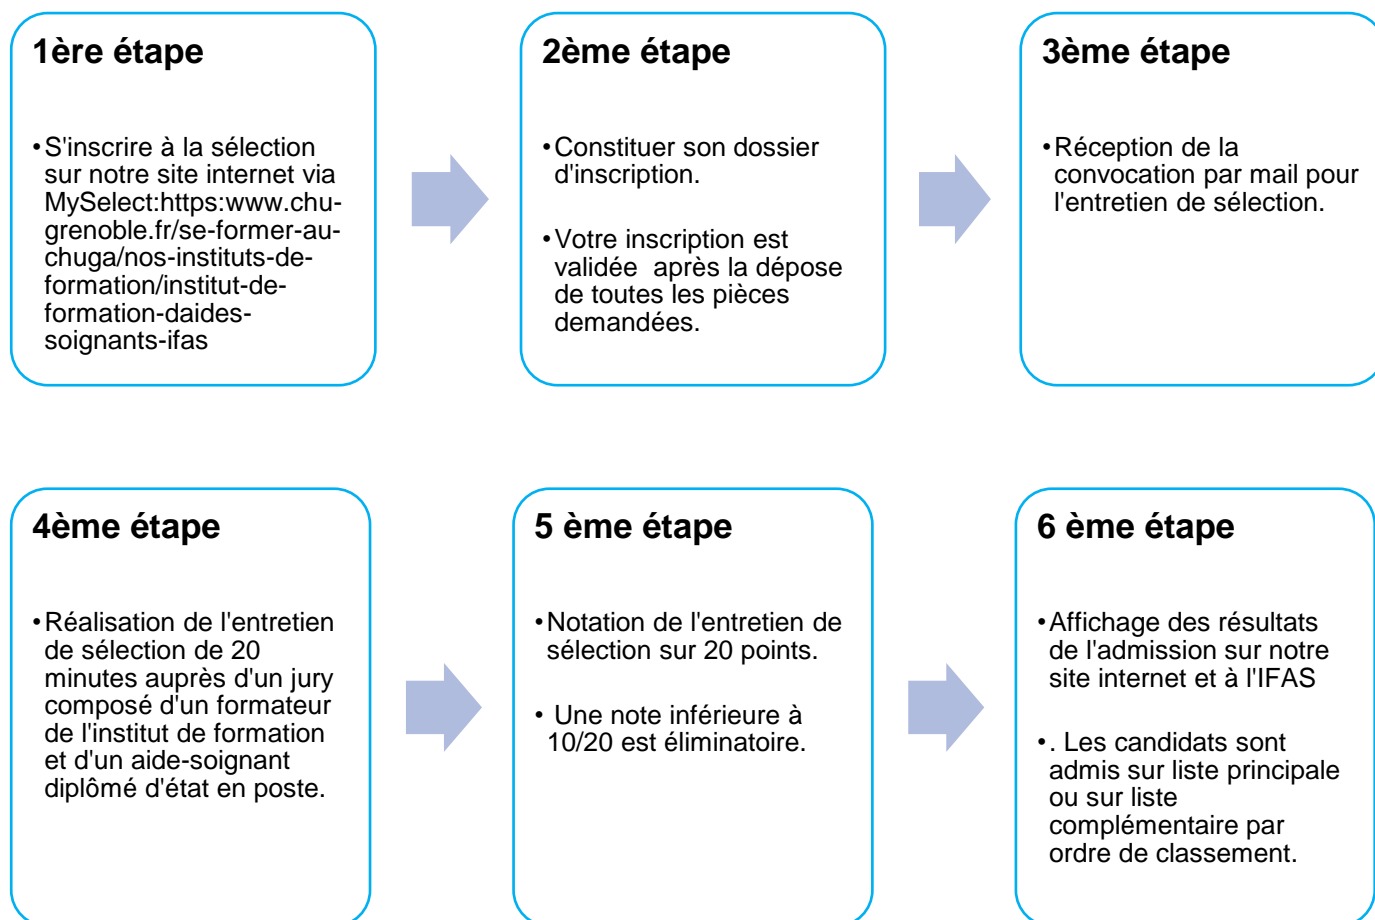 1ère étape
•S'inscrire à la sélection
sur notre site internet via
MySelect:https:www.chu-
grenoble.fr/se-former-au-
chuga/nos-instituts-de-
formation/institut-de-
formation-daides-
soignants-ifas
2ème étape
•Constituer son dossier
d'inscription.
•Votre inscription est
validée  après la dépose
de toutes les pièces
demandées.
3ème étape
•Réception de la
convocation par mail pour
l'entretien de sélection.
4ème étape
•Réalisation de l'entretien
de sélection de 20
minutes auprès d'un jury
composé d'un formateur
de l'institut de formation
et d'un aide-soignant
diplômé d'état en poste.
5 ème étape
•Notation de l'entretien de
sélection sur 20 points.
• Une note inférieure à
10/20 est éliminatoire.
6 ème étape
•Affichage des résultats
de l'admission sur notre
site internet et à l'IFAS
•. Les candidats sont
admis sur liste principale
ou sur liste
complémentaire par
ordre de classement.